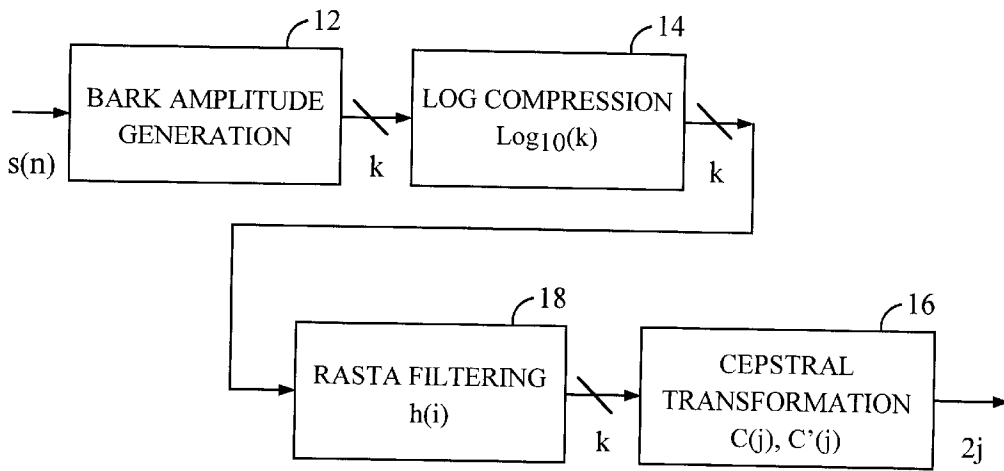 12
14
BARK AMPLITUDE
GENERATION
LOG COMPRESSION
Log10(k)
s(n)
k
k
18
16
RASTA FILTERING
h(i)
CEPSTRAL
TRANSFORMATION
C(j), C'(j)
k
2j